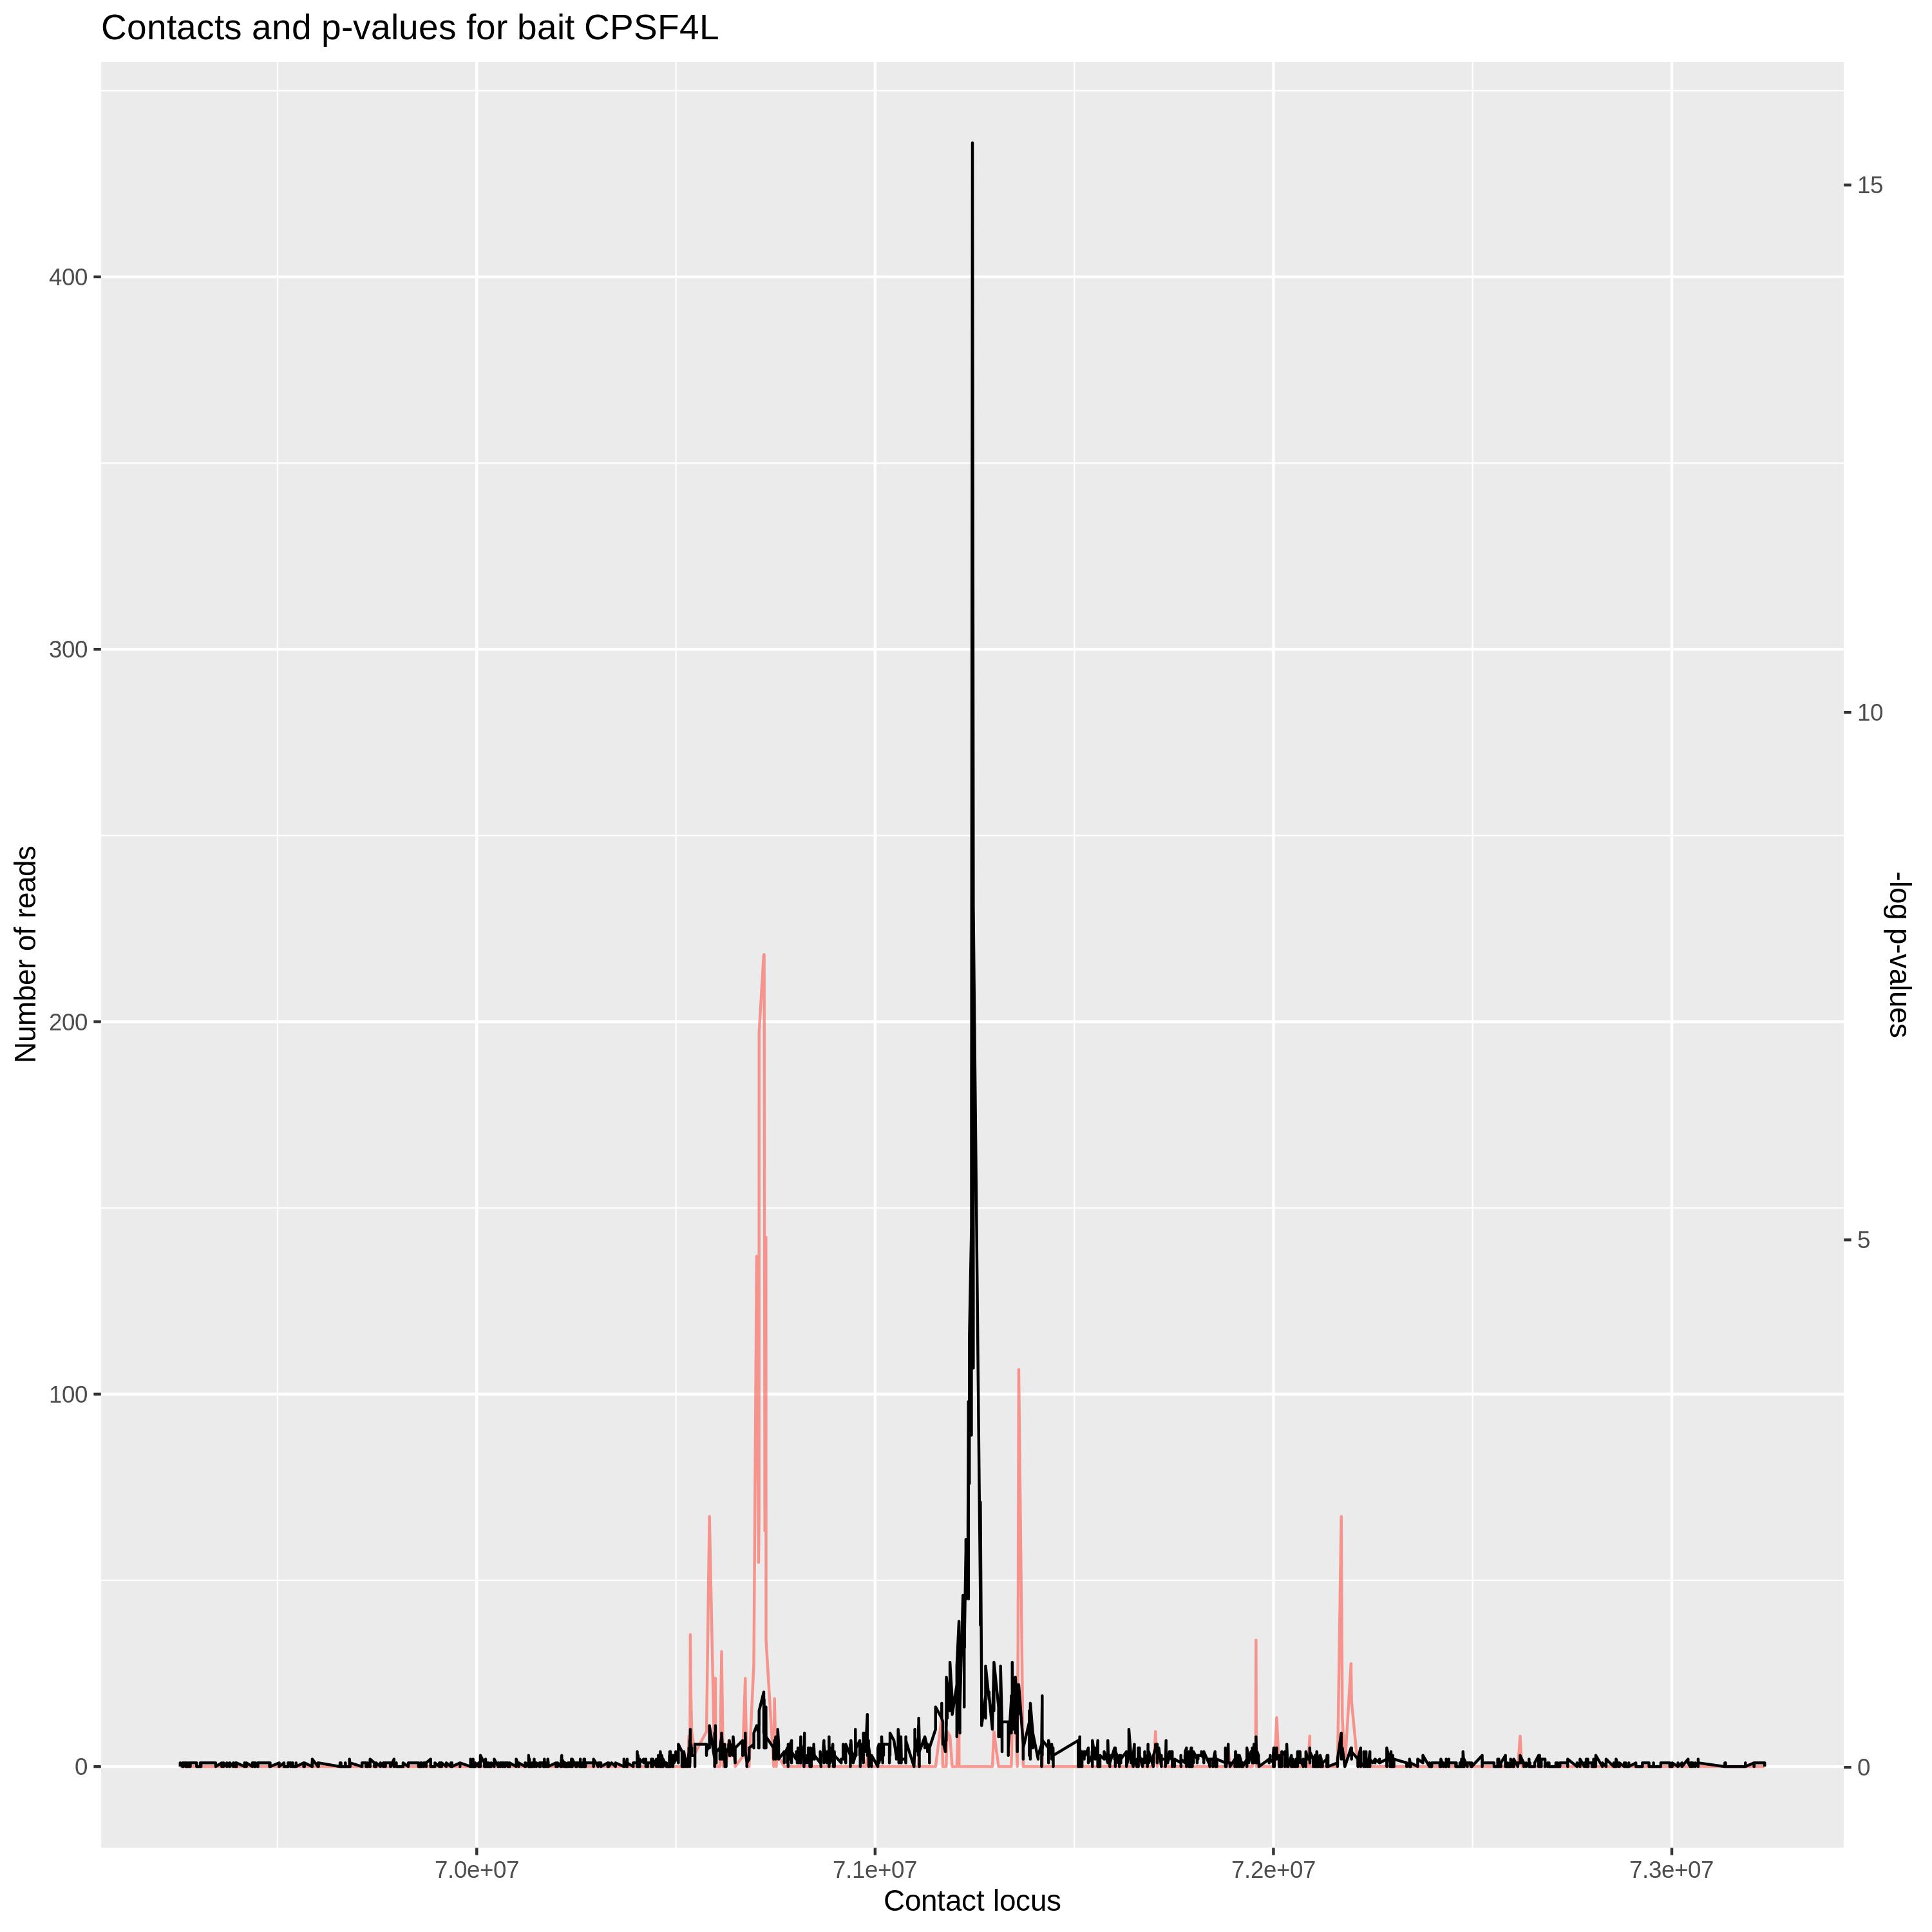 Contacts and p-values for bait CPSF4L
Number of reads
400
300
200
100
0
15
10
5
0
-log p-values
7.0e+07
7.1e+07
7.2e+07
7.3e+07
Contact locus